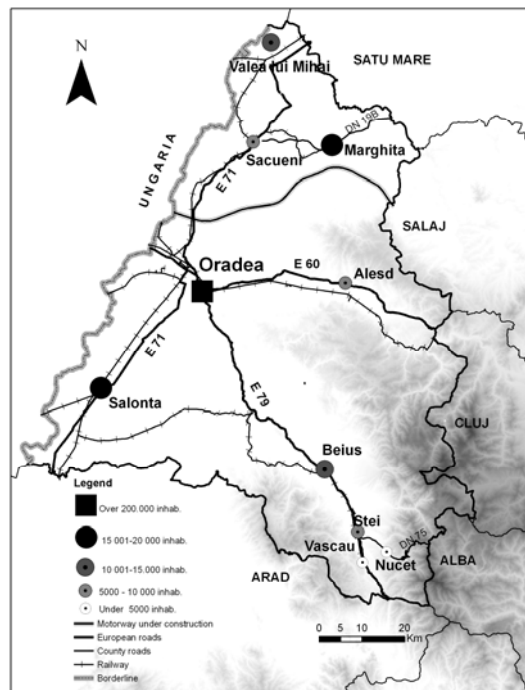 N
SATU MARE
Valea lui Mihai
DN 19B
Sacueni
Marghita
UNGARIA
E 71
SALAJ
Oradea
E 60
Alesd
E 71
E 79
Salonta
CLUJ
Beius
Legend
Over 200.000 inhab.
15 001-20 000 inhab.
10 001-15.000 inhab.
5000 - 10 000 inhab.
Under 5000 inhab.
Motorway under construction
European roads
County roads
Railway
Borderline
Stei
DN 75
Vascau
Nucet
ALBA
ARAD
0 5 10 20
Km